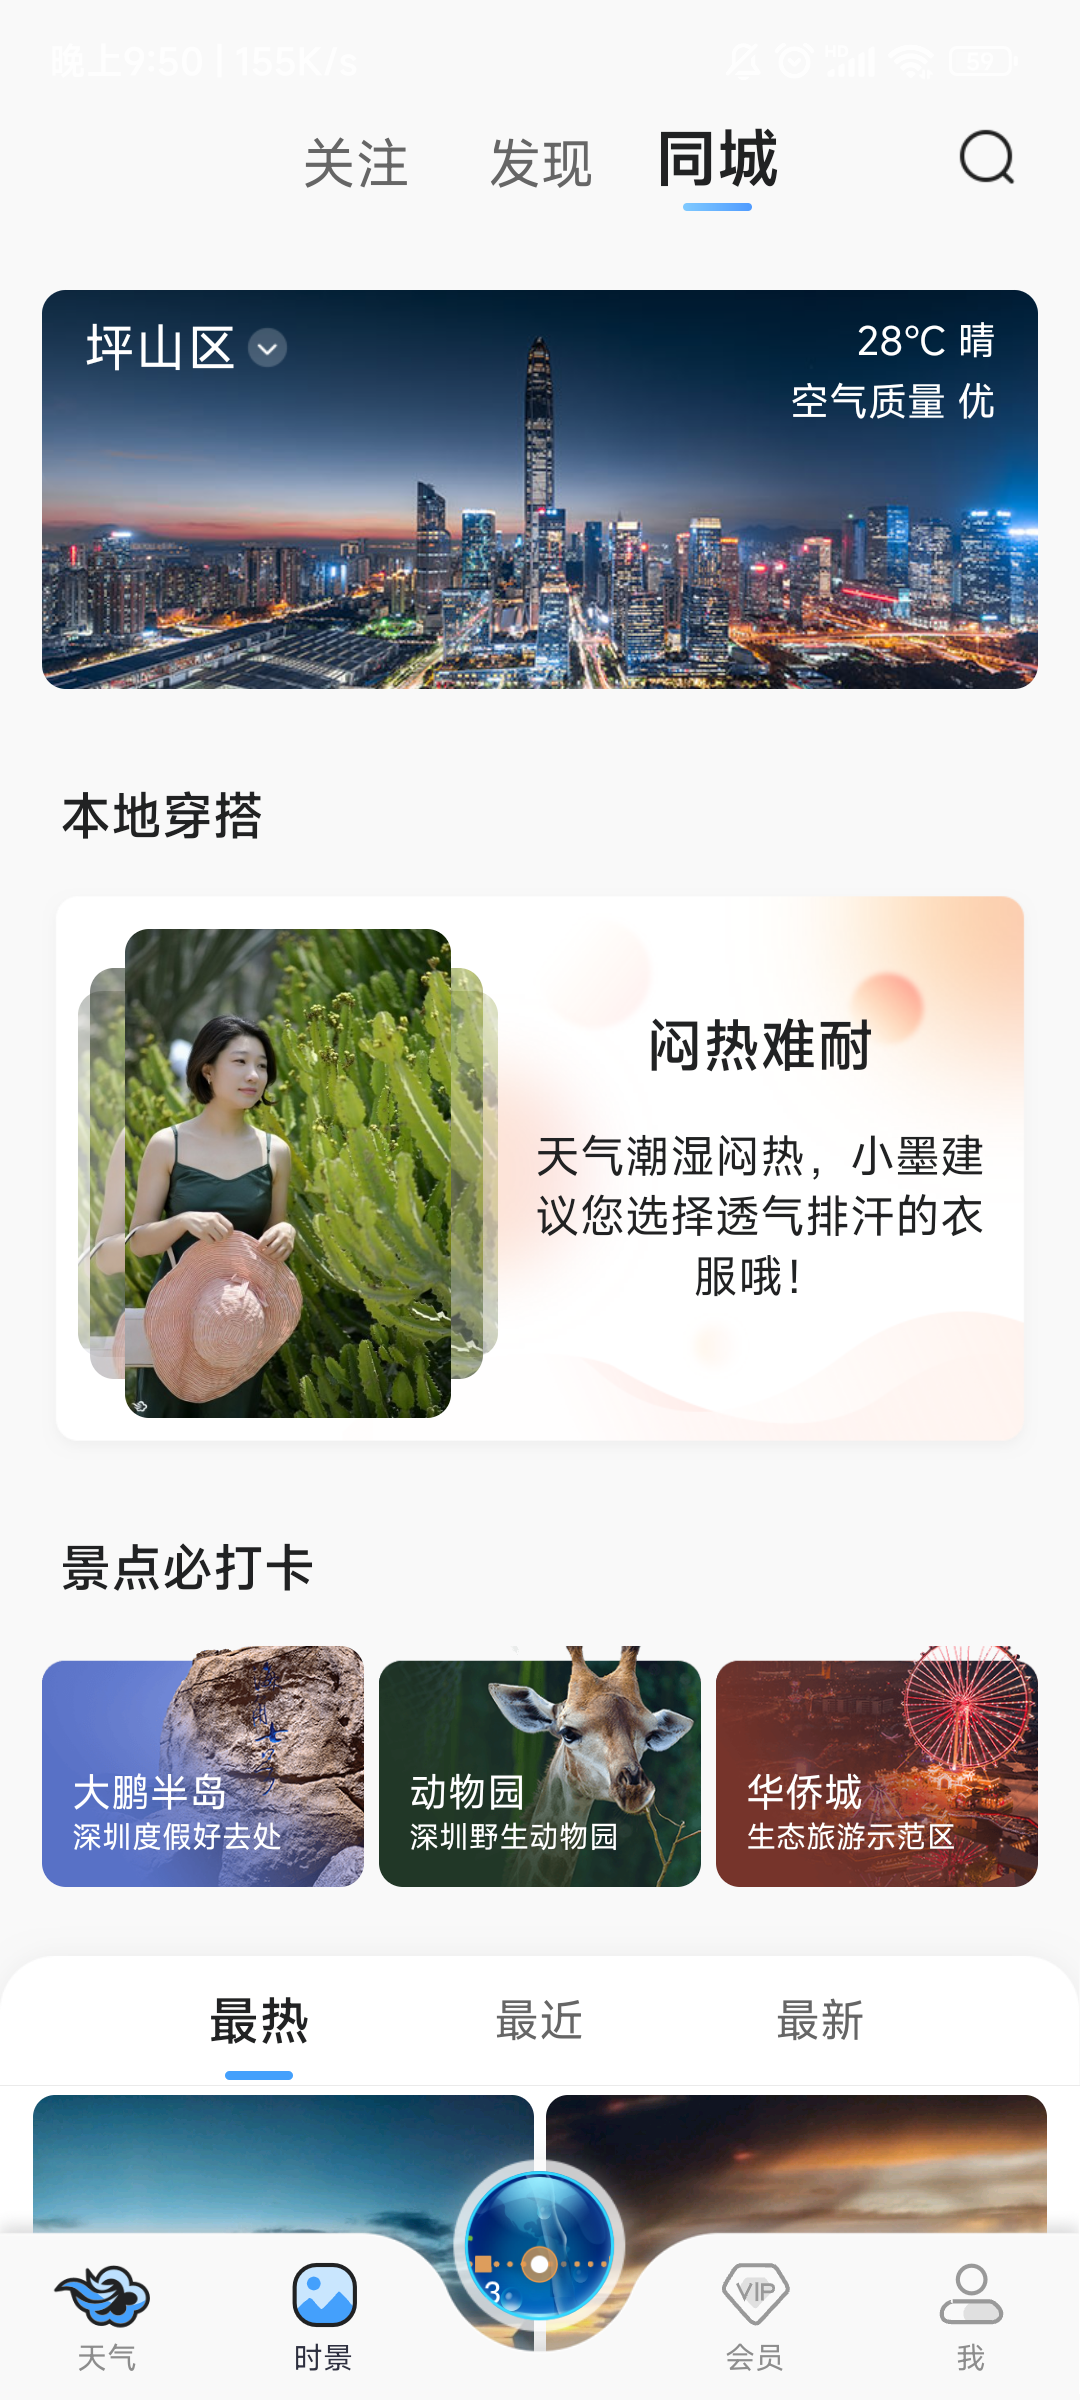 晚上9:50 | 155K/s
HD
59
关注 发现 同城
坪山区
28°C 晴
空气质量 优
本地穿搭
闷热难耐
天气潮湿闷热，小墨建
议您选择透气排汗的衣
服哦！
景点必打卡
大鹏半岛
深圳度假好去处
动物园
深圳野生动物园
华侨城
生态旅游示范区
最热 最近 最新
3
VIP
天气 时景 会员 我